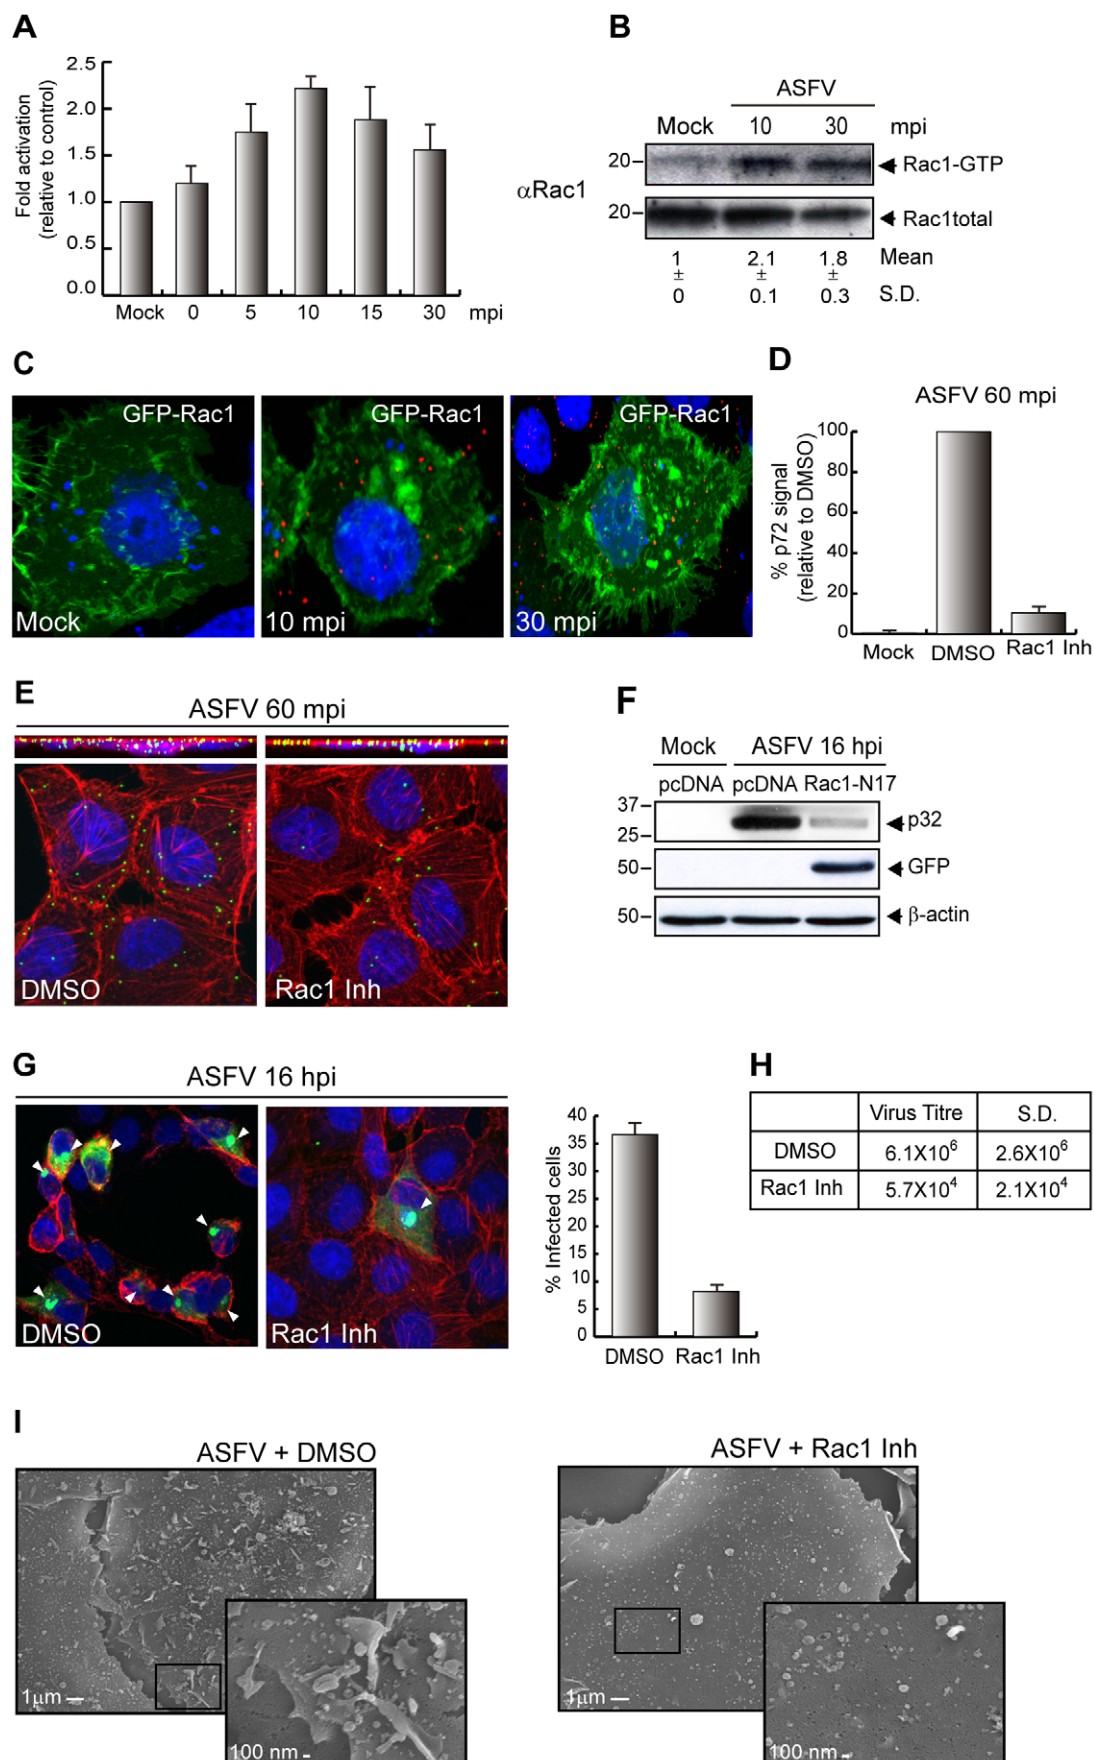 A
Fold activation
(relative to control)
2.5
2.0
1.5
1.0
0.5
0.0
Mock 0 5 10 15 30 mpi
B
ASFV
Mock 10 30 mpi
αRac1
20 Rac1-GTP
20 Rac1total
1 2.1 1.8 Mean
± ± ±
0 0.1 0.3 S.D.
C
GFP-Rac1
Mock
GFP-Rac1
10 mpi
GFP-Rac1
30 mpi
D
ASFV 60 mpi
% p72 signal
(relative to DMSO)
100
80
60
40
20
0
Mock DMSO Rac1 Inh
E
ASFV 60 mpi
DMSO
Rac1 Inh
F
Mock ASFV 16 hpi
pcDNA pcDNA Rac1-N17
37
25
p32
50 GFP
50 β-actin
G
ASFV 16 hpi
DMSO
Rac1 Inh
% Infected cells
40
35
30
25
20
15
10
5
0
DMSO Rac1 Inh
H
Virus Titre S.D.
DMSO 6.1X10⁶ 2.6X10⁶
Rac1 Inh 5.7X10⁴ 2.1X10⁴
I
ASFV + DMSO
1μm
100 nm
ASFV + Rac1 Inh
1μm
100 nm